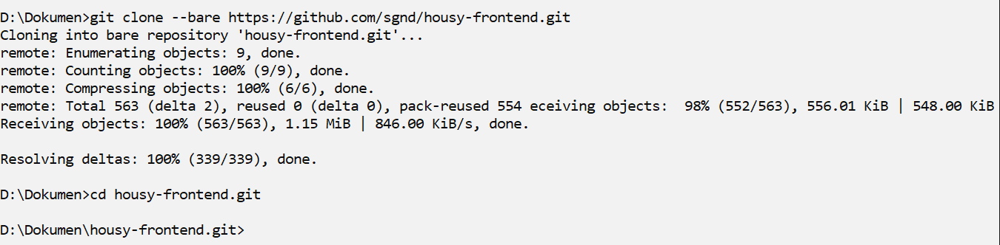 D:\Dokumen>git clone --bare https://github.com/sgnd/housy-frontend.git
Cloning into bare repository 'housy-frontend.git'...
remote: Enumerating objects: 9, done.
remote: Counting objects: 100% (9/9), done.
remote: Compressing objects: 100% (6/6), done.
remote: Total 563 (delta 2), reused 0 (delta 0), pack-reused 554 eceiving objects:  98% (552/563), 556.01 KiB | 548.00 KiB
Receiving objects: 100% (563/563), 1.15 MiB | 846.00 KiB/s, done.
Resolving deltas: 100% (339/339), done.
D:\Dokumen>cd housy-frontend.git
D:\Dokumen\housy-frontend.git>